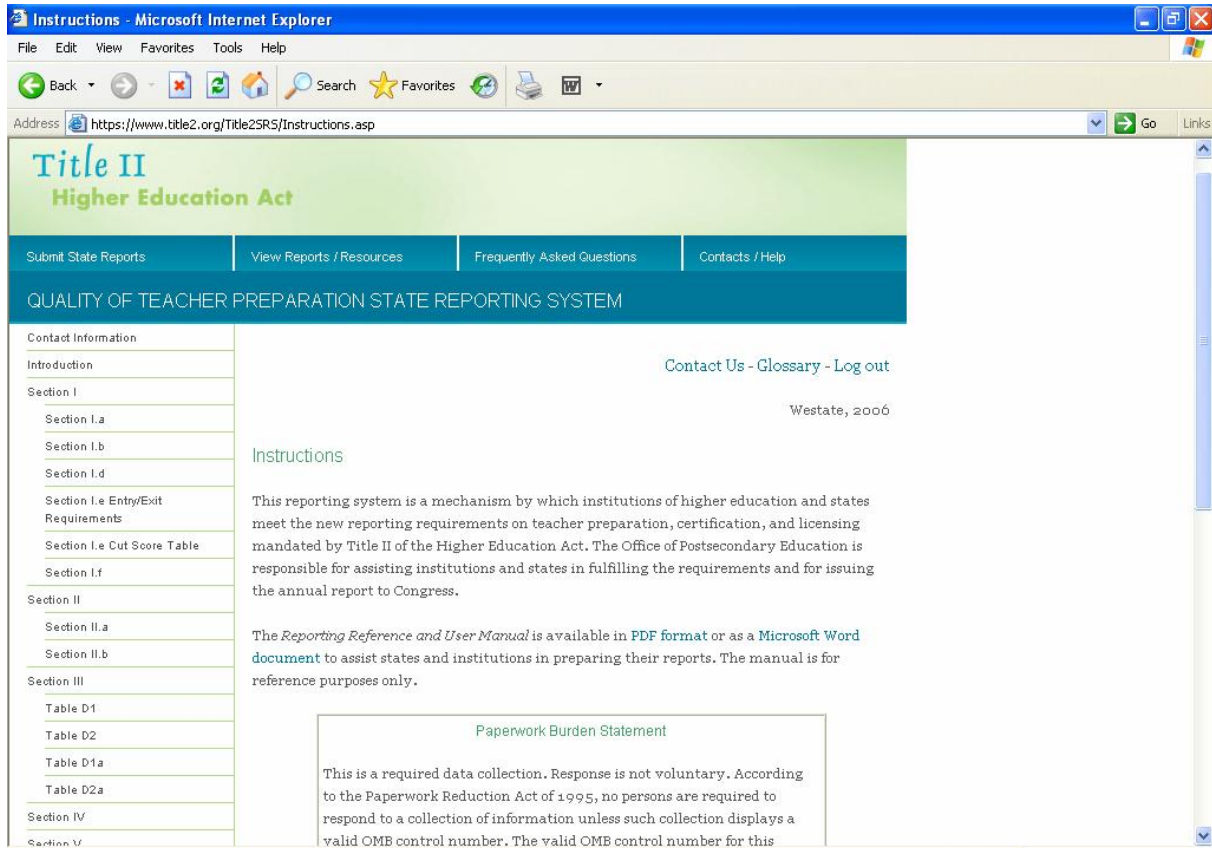 Instructions - Microsoft Internet Explorer
File Edit View Favorites Tools Help
Back Search Favorites
Address https://www.title2.org/Title2SRS/Instructions.asp Go Links
Title II
Higher Education Act
Submit State Reports View Reports / Resources Frequently Asked Questions Contacts / Help
QUALITY OF TEACHER PREPARATION STATE REPORTING SYSTEM
Contact Information
Introduction
Section I
Section I.a
Section I.b
Section I.d
Section I.e Entry/Exit
Requirements
Section I.e Cut Score Table
Section I.f
Section II
Section II.a
Section II.b
Section III
Table D1
Table D2
Table D1a
Table D2a
Section IV
Section V
Contact Us - Glossary - Log out
Westate, 2006
Instructions
This reporting system is a mechanism by which institutions of higher education and states
meet the new reporting requirements on teacher preparation, certification, and licensing
mandated by Title II of the Higher Education Act. The Office of Postsecondary Education is
responsible for assisting institutions and states in fulfilling the requirements and for issuing
the annual report to Congress.
The Reporting Reference and User Manual is available in PDF format or as a Microsoft Word
document to assist states and institutions in preparing their reports. The manual is for
reference purposes only.
Paperwork Burden Statement
This is a required data collection. Response is not voluntary. According
to the Paperwork Reduction Act of 1995, no persons are required to
respond to a collection of information unless such collection displays a
valid OMB control number. The valid OMB control number for this